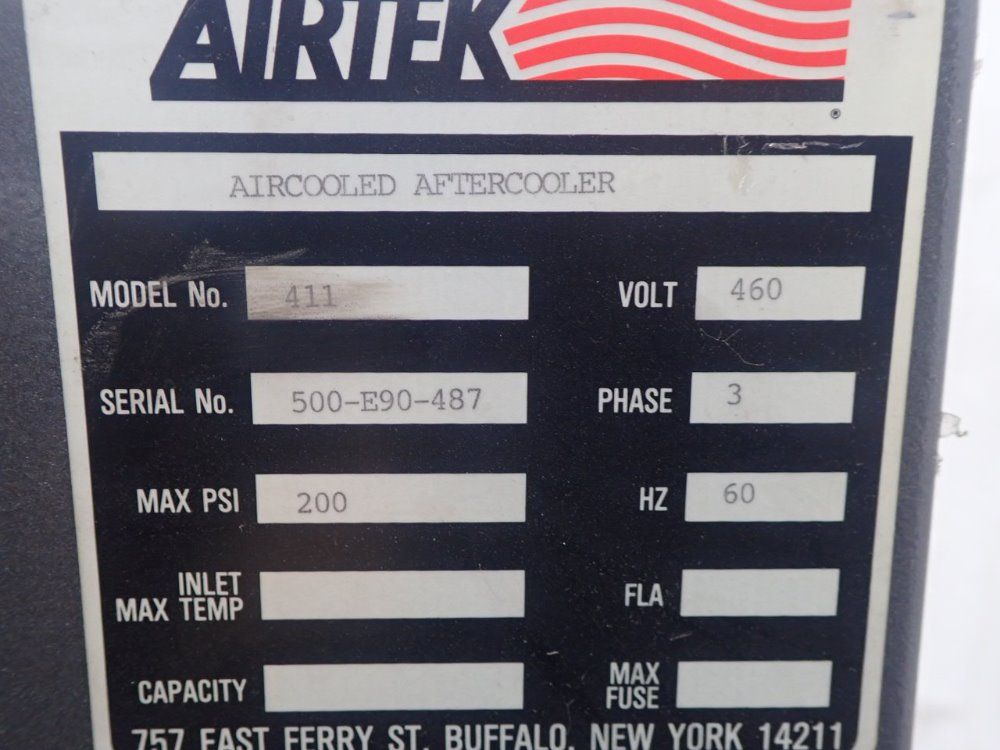 AIRTEK
®
AIRCOOLED AFTERCOOLER
MODEL No. 411 VOLT 460
SERIAL No. 500-E90-487 PHASE 3
MAX PSI 200 HZ 60
INLET
MAX TEMP FLA
CAPACITY MAX
FUSE
757 EAST FERRY ST. BUFFALO, NEW YORK 14211